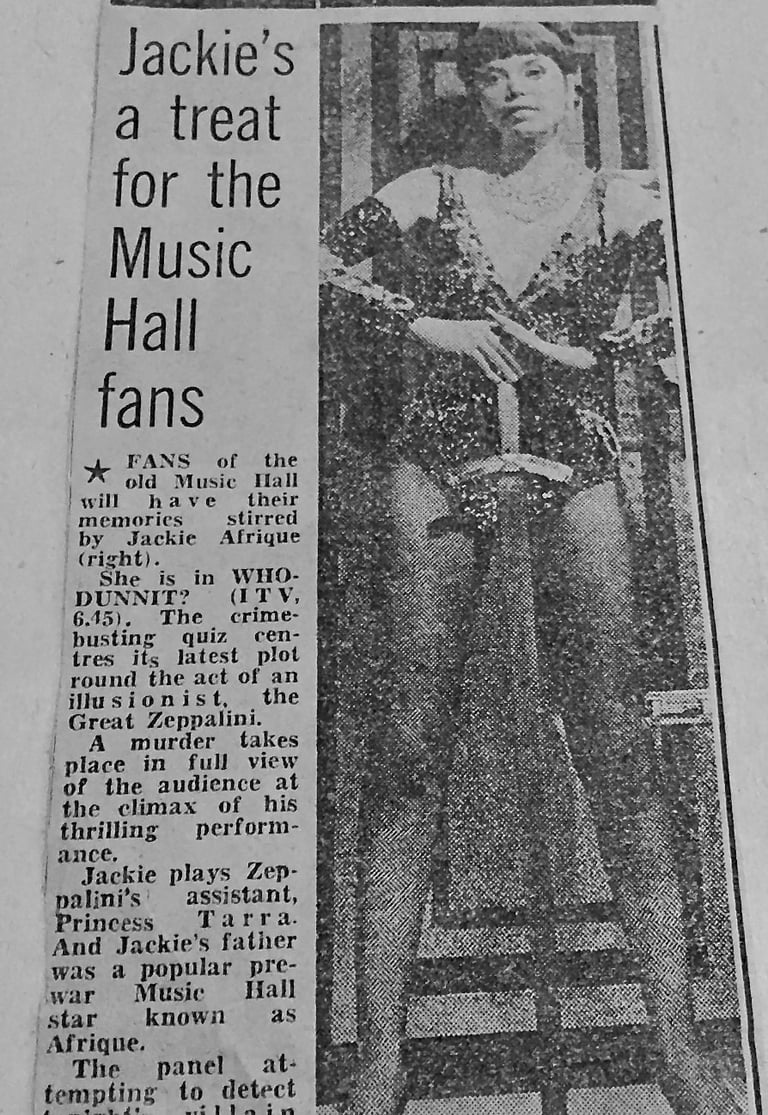 Jackie's
a treat
for the
Music
Hall
fans
★ FANS of the
old Music Hall
will have their
memories stirred
by Jackie Afrique
(right).
She is in WHO-
DUNNIT? (ITV,
6.45). The crime-
busting quiz cen-
tres its latest plot
round the act of an
illusionist, the
Great Zeppalini.
A murder takes
place in full view
of the audience at
the climax of his
thrilling perform-
ance.
Jackie plays Zep-
palini's assistant,
Princess Tarra.
And Jackie's father
was a popular pre-
war Music Hall
star known as
Afrique.
The panel at-
tempting to detect
villain